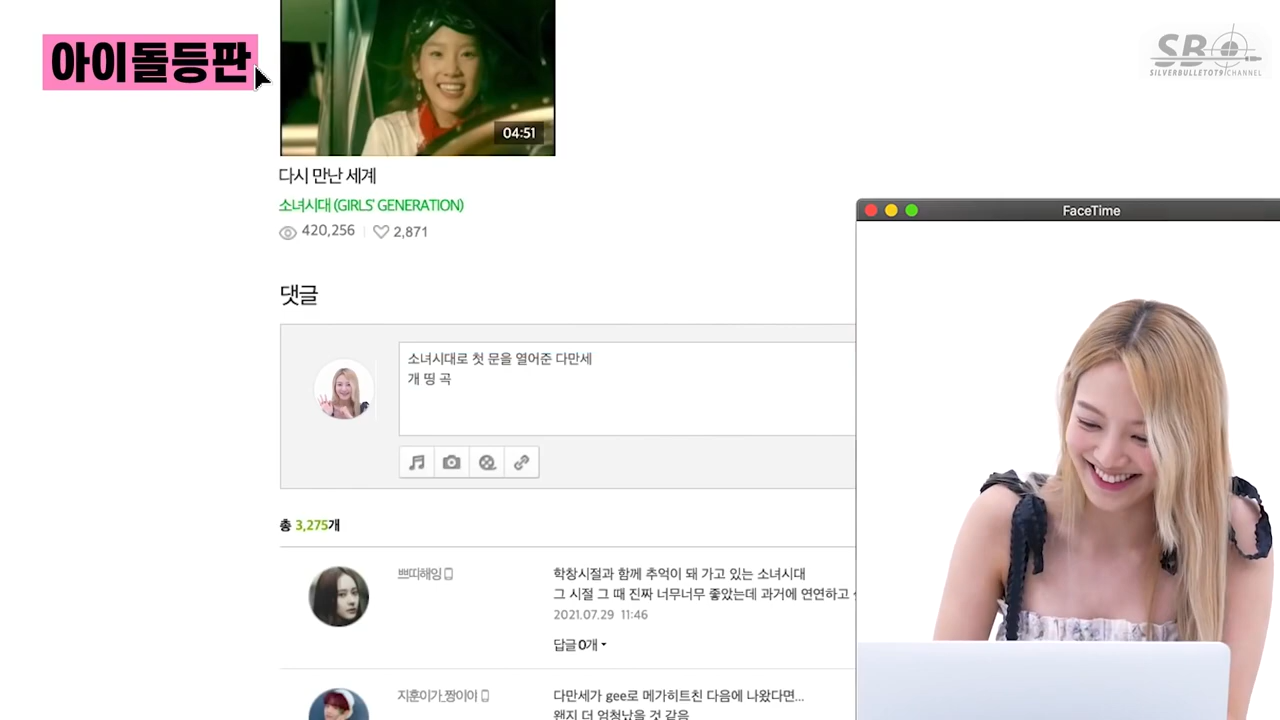 아이돌등판
SB
SILVERBULLETOT9 CHANNEL
04:51
다시 만난 세계
소녀시대 (GIRLS' GENERATION)
420,256 2,871
FaceTime
댓글
소녀시대로 첫 문을 열어준 다만세
개 띵 곡
총 3,275개
쁘띠해잉
학창시절과 함께 추억이 돼 가고 있는 소녀시대
그 시절 그 때 진짜 너무너무 좋았는데 과거에 연연하고
2021.07.29 11:46
답글 0개
지훈이가_짱이이
다만세가 gee로 메가히트친 다음에 나왔다면...
왠지 더 엄청났을 것 같음